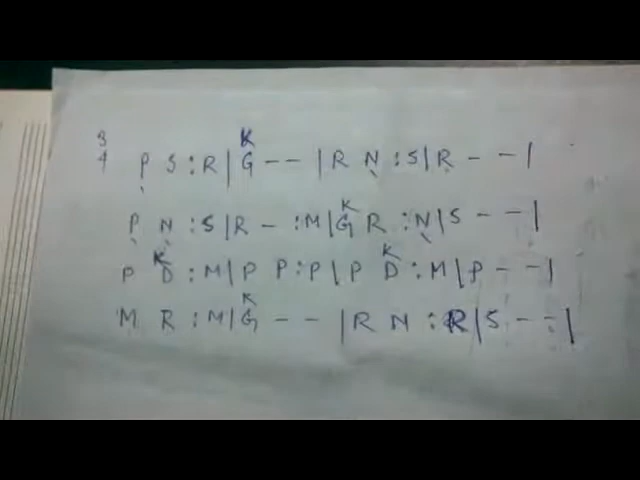 3
4 P S : R | G K - - | R N : S | R - - |
P N : S | R - : M | G K R : N | S - - |
P D K : M | P P : P | P D K : M | P - - |
M R : M | G K - - | R N : R | S - - |